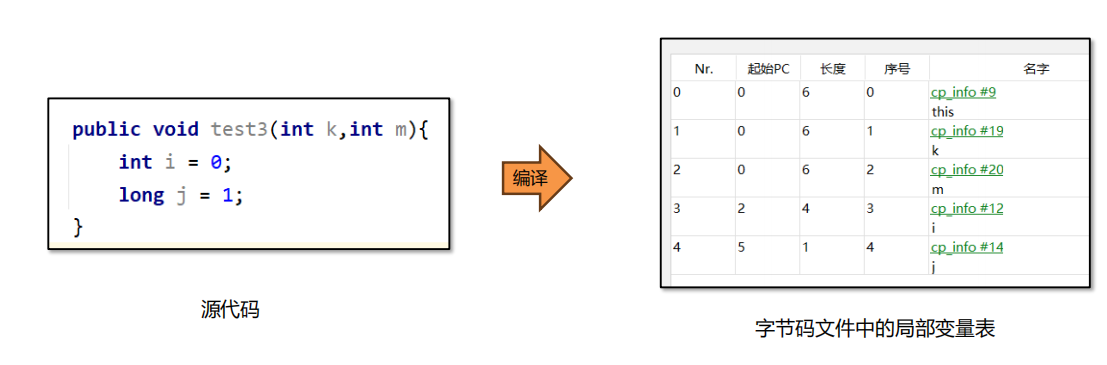 public void test3(int k,int m){
int i = 0;
long j = 1;
}
源代码
编译
Nr. 起始PC 长度 序号 名字
0 0 6 0 cp_info #9
this
1 0 6 1 cp_info #19
k
2 0 6 2 cp_info #20
m
3 2 4 3 cp_info #12
i
4 5 1 4 cp_info #14
j
字节码文件中的局部变量表